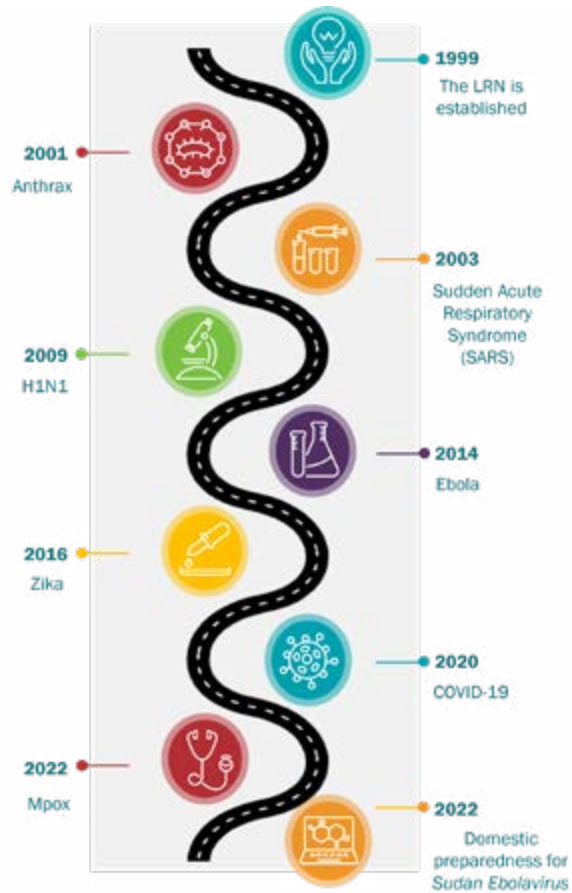 1999
The LRN is
established
2001
Anthrax
2003
Sudden Acute
Respiratory
Syndrome
(SARS)
2009
H1N1
2014
Ebola
2016
Zika
2020
COVID-19
2022
Mpox
2022
Domestic
preparedness for
Sudan Ebolavirus